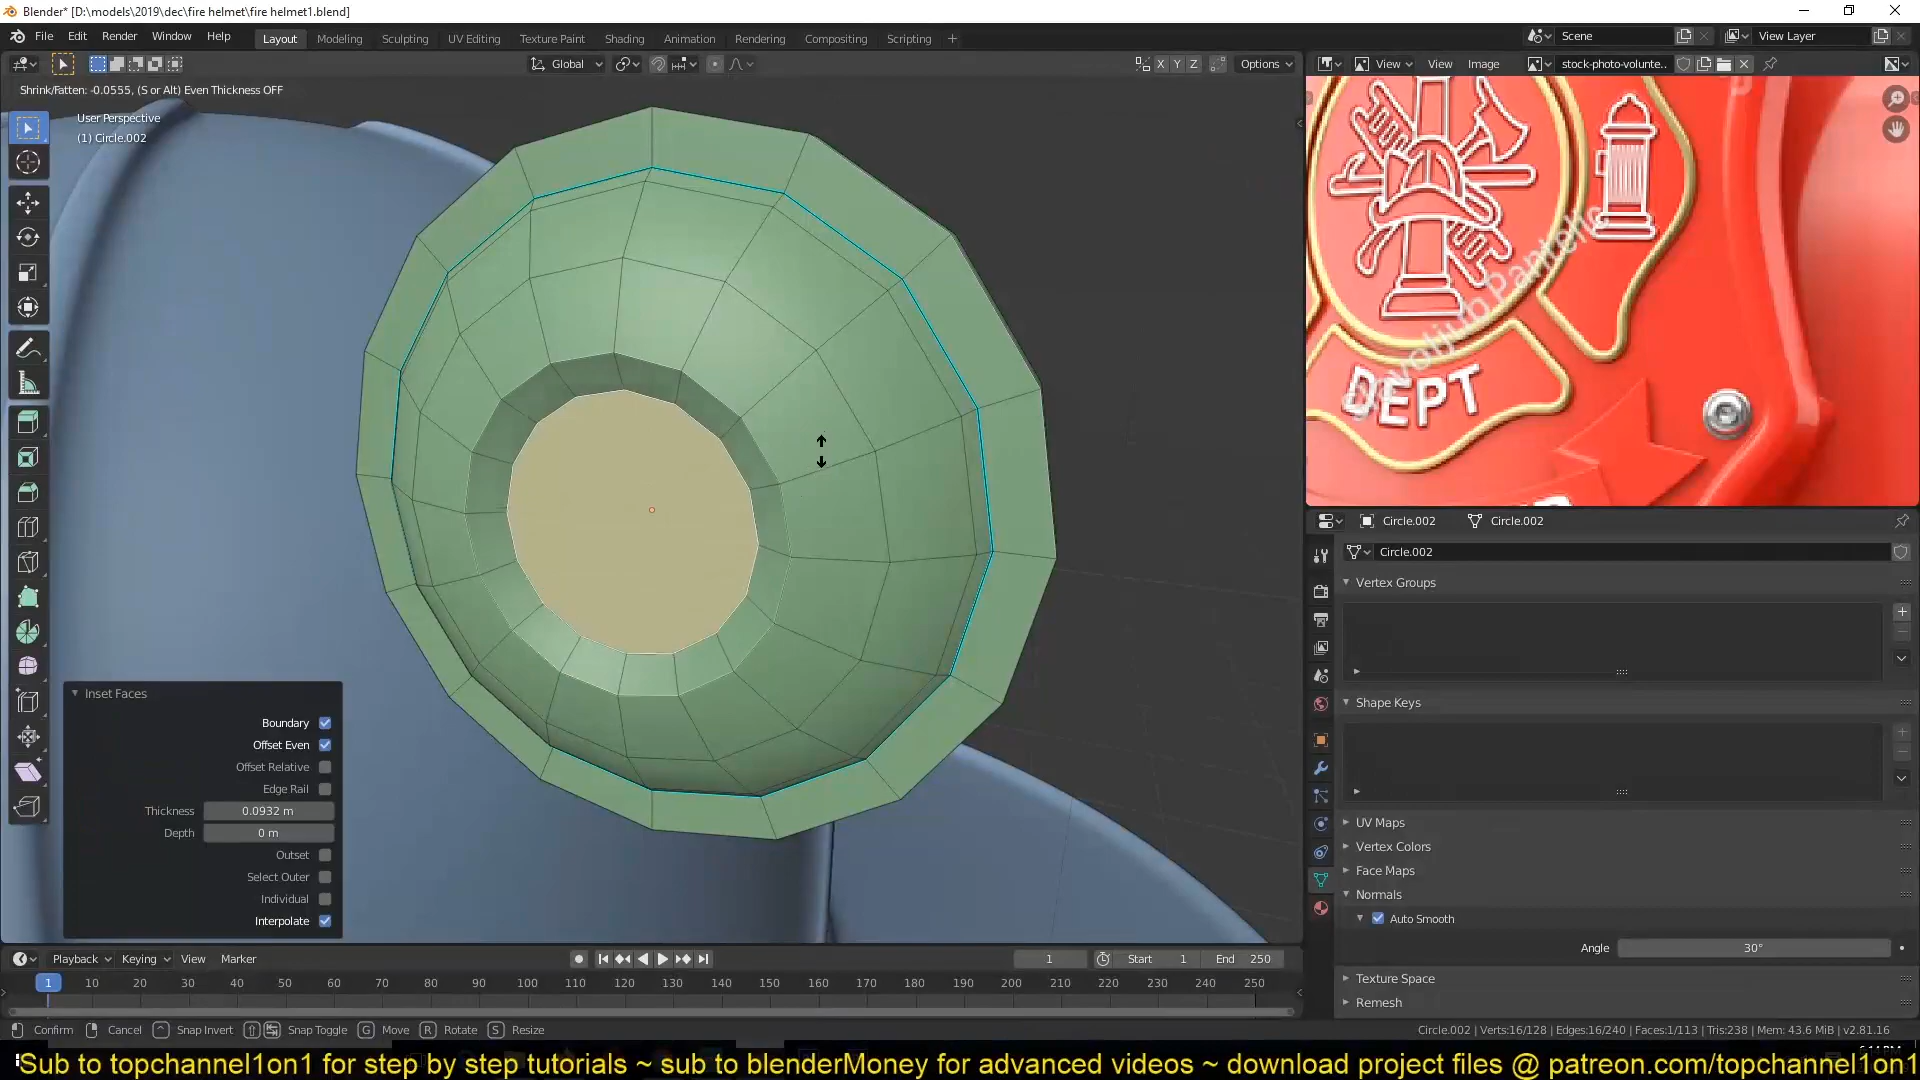 Blender* [D:\models\2019\dec\fire helmet\fire helmet1.blend]
File Edit Render Window Help Layout Modeling Sculpting UV Editing Texture Paint Shading Animation Rendering Compositing Scripting + Scene View Layer
Global X Y Z Options View View Image stock-photo-volunte..
Shrink/Fatten: -0.0555, (S or Alt) Even Thickness OFF
User Perspective
(1) Circle.002
DEPT
Circle.002 Circle.002
Circle.002
Vertex Groups
Shape Keys
Inset Faces
Boundary
Offset Even
Offset Relative
Edge Rail
Thickness 0.0932 m
Depth 0 m
Outset
Select Outer
Individual
Interpolate
UV Maps
Vertex Colors
Face Maps
Normals
Auto Smooth
Angle 30°
Texture Space
Remesh
Playback Keying View Marker 1 Start 1 End 250
1 10 20 30 40 50 60 70 80 90 100 110 120 130 140 150 160 170 180 190 200 210 220 230 240 250
Confirm Cancel Snap Invert Snap Toggle G Move R Rotate S Resize Circle.002 | Verts:16/128 | Edges:16/240 | Faces:1/113 | Tris:238 | Mem: 43.6 MiB | v2.81.16
Sub to topchannel1on1 for step by step tutorials ~ sub to blenderMoney for advanced videos ~ download project files @ patreon.com/topchannel1on1